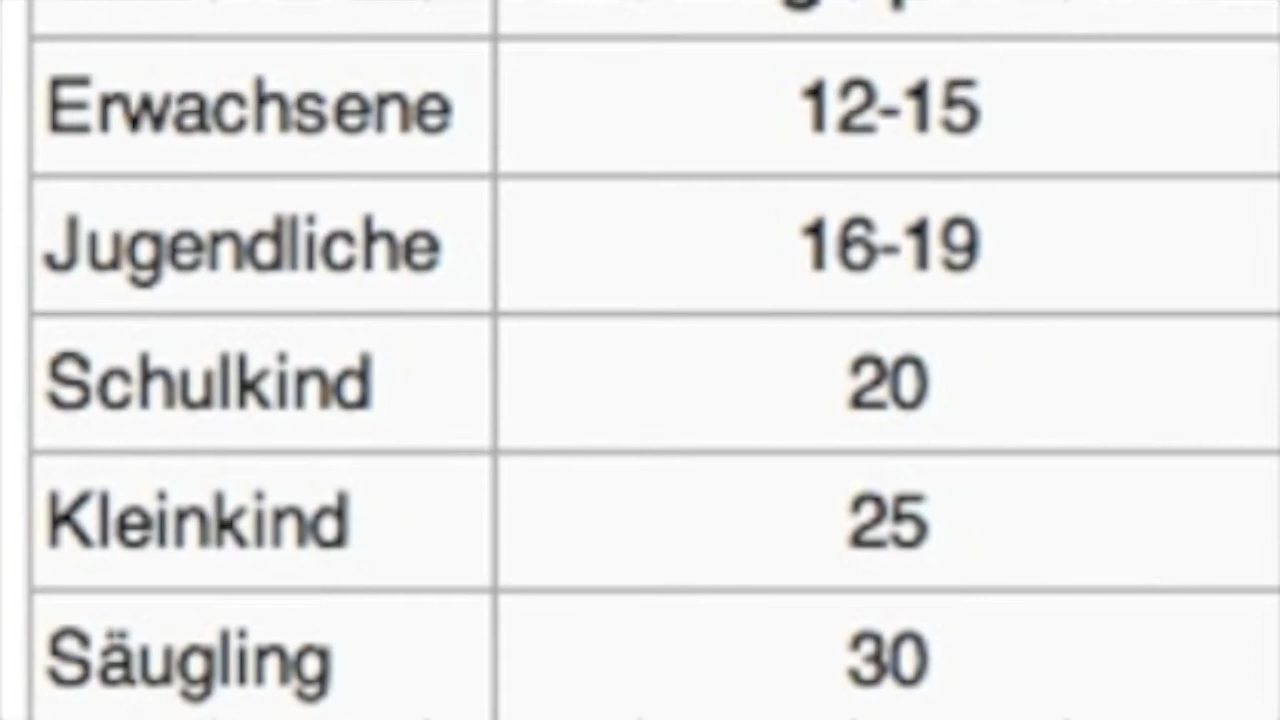 Erwachsene 12-15
Jugendliche 16-19
Schulkind 20
Kleinkind 25
Säugling 30